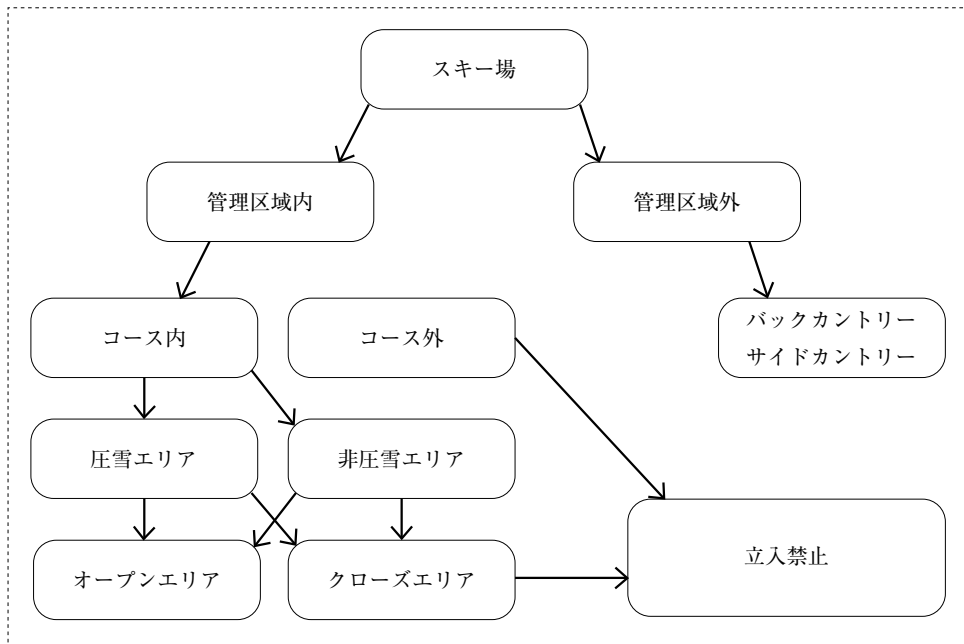 スキー場
管理区域内
管理区域外
コース内
コース外
バックカントリー
サイドカントリー
圧雪エリア
非圧雪エリア
オープンエリア
クローズエリア
立入禁止